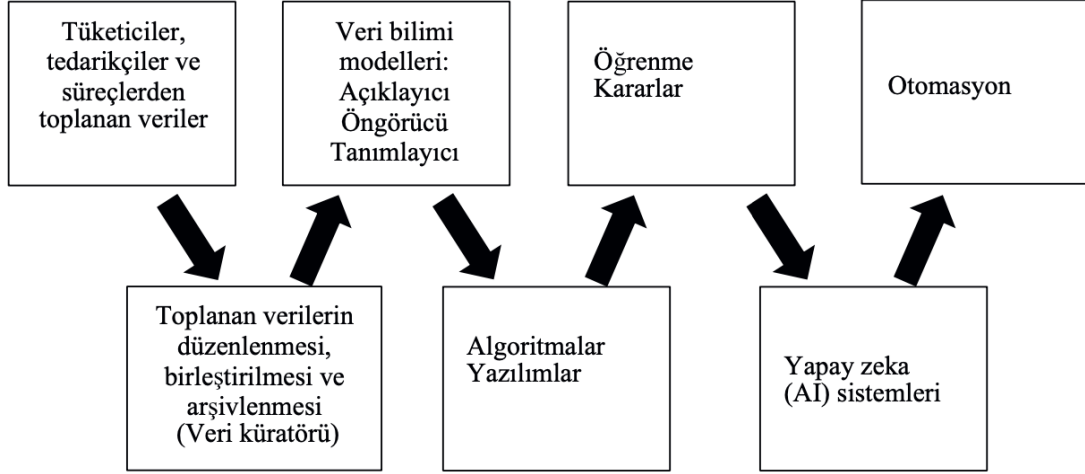 Tüketiciler,
tedarikçiler ve
süreçlerden
toplanan veriler
Toplanan verilerin
düzenlenmesi,
birleştirilmesi ve
arşivlenmesi
(Veri küratörü)
Veri bilimi
modelleri:
Açıklayıcı
Öngörücü
Tanımlayıcı
Algoritmalar
Yazılımlar
Öğrenme
Kararlar
Yapay zeka
(AI) sistemleri
Otomasyon